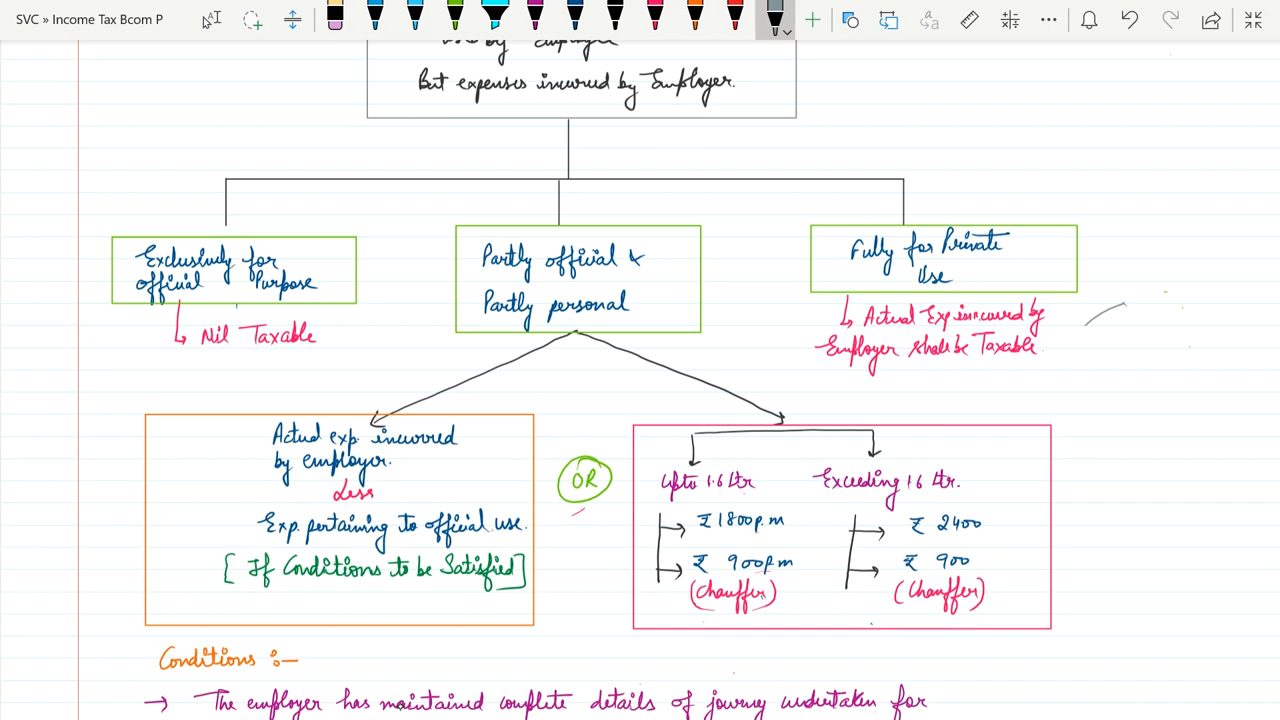 SVC » Income Tax Bcom P
But expenses incurred by Employer.
Exclusively for
official Purpose
Nil Taxable
Partly official &
Partly personal
Fully for Private
Use
Actual Exp incurred by
Employer shall be Taxable.
Actual exp. incurred
by employer.
Less
Exp. pertaining to official use.
[If Conditions to be Satisfied]
OR
Upto 1.6 Ltr
₹ 1800 p.m
₹ 900 p m
(Chauffer)
Exceeding 1.6 Ltr.
₹ 2400
₹ 900
(Chauffer)
Conditions :-
→ The employer has maintained complete details of journey undertaken for